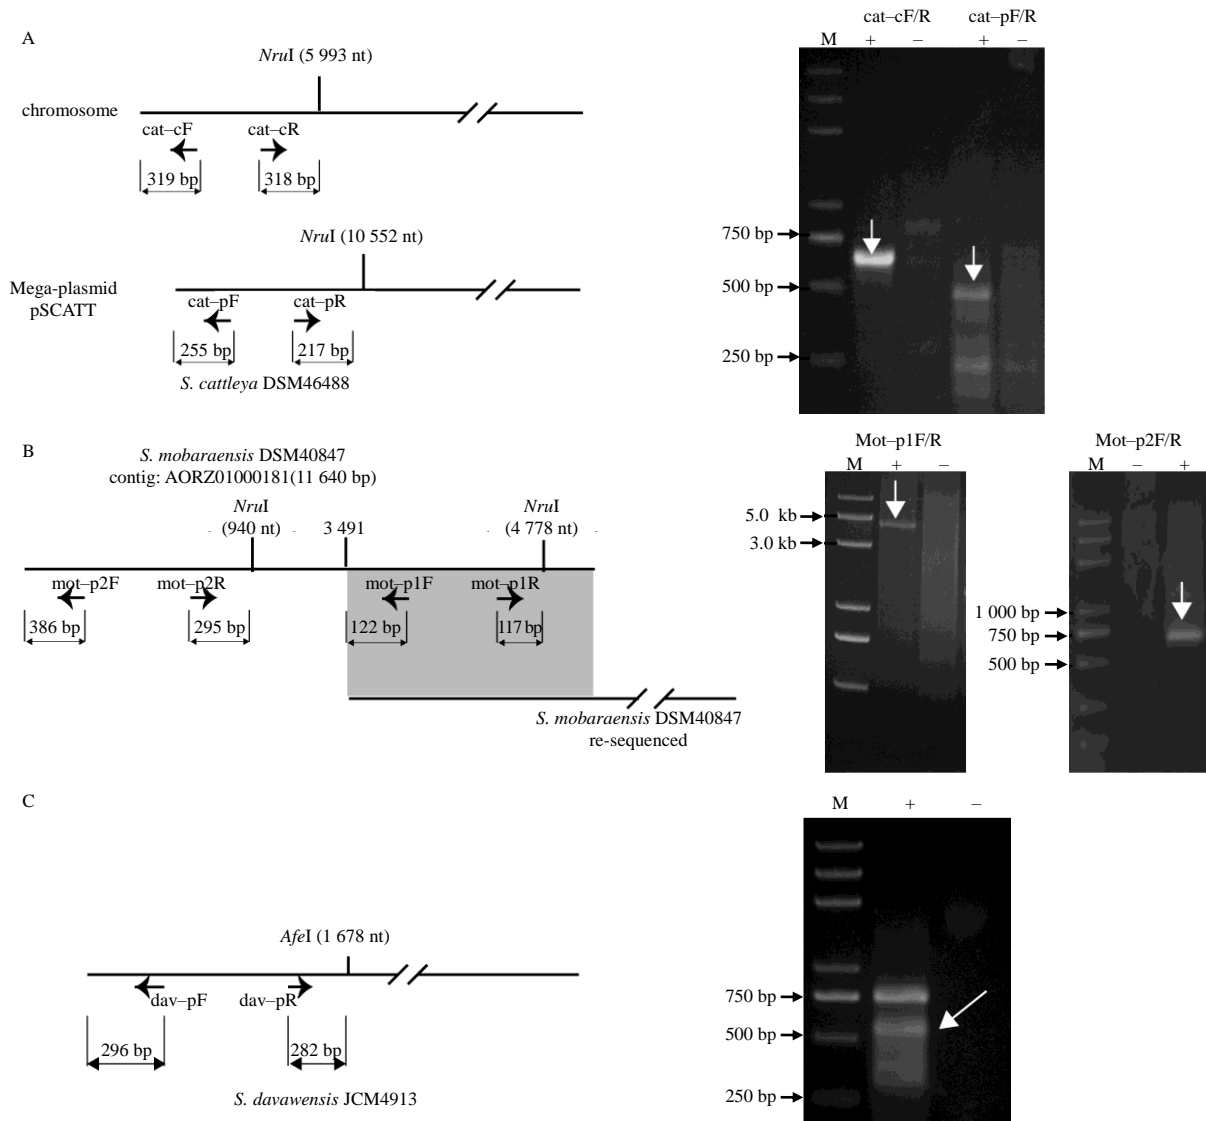 A
NruI (5 993 nt)
chromosome
cat–cF
cat–cR
319 bp
318 bp
NruI (10 552 nt)
Mega-plasmid
pSCATT
cat–pF
cat–pR
255 bp
217 bp
S. cattleya DSM46488
cat–cF/R
cat–pF/R
M + − + −
750 bp
500 bp
250 bp
B
S. mobaraensis DSM40847
contig: AORZ01000181(11 640 bp)
NruI
(940 nt)
3 491
NruI
(4 778 nt)
mot–p2F
mot–p2R
mot–p1F
mot–p1R
386 bp
295 bp
122 bp
117 bp
S. mobaraensis DSM40847
re-sequenced
Mot–p1F/R
M + −
5.0 kb
3.0 kb
Mot–p2F/R
M − +
1 000 bp
750 bp
500 bp
C
AfeI (1 678 nt)
dav–pF
dav–pR
296 bp
282 bp
S. davawensis JCM4913
M + −
750 bp
500 bp
250 bp